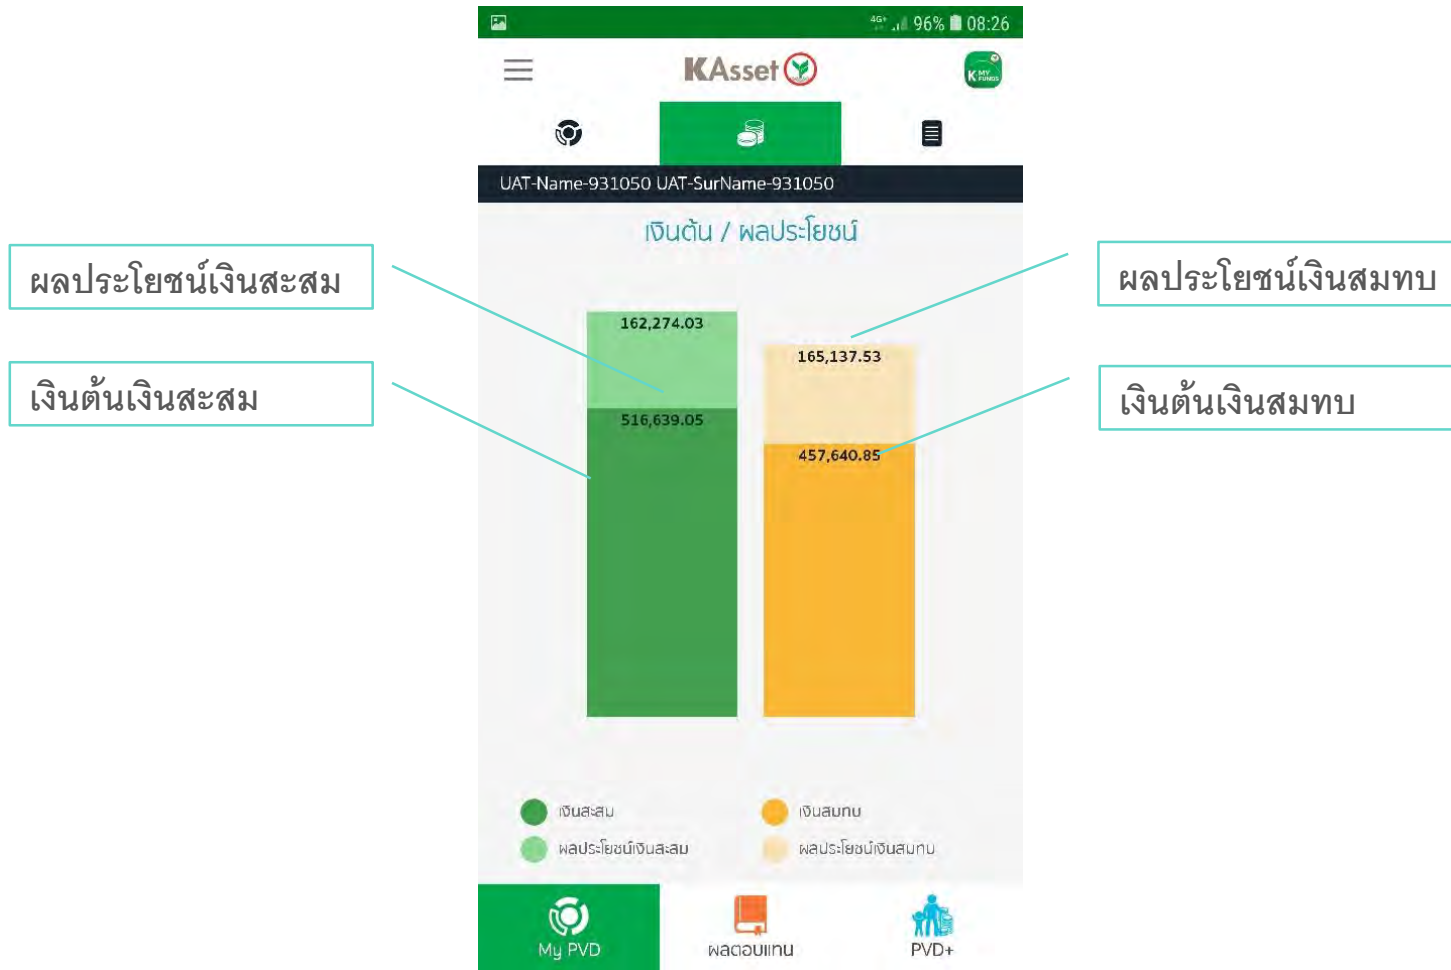 4G+ 96% 08:26
KAsset
K MY FUNDS
UAT-Name-931050 UAT-SurName-931050
เงินต้น / ผลประโยชน์
ผลประโยชน์เงินสะสม
ผลประโยชน์เงินสมทบ
162,274.03
165,137.53
เงินต้นเงินสะสม
เงินต้นเงินสมทบ
516,639.05
457,640.85
เงินสะสม
เงินสมทบ
ผลประโยชน์เงินสะสม
ผลประโยชน์เงินสมทบ
My PVD
ผลตอบแทน
PVD+